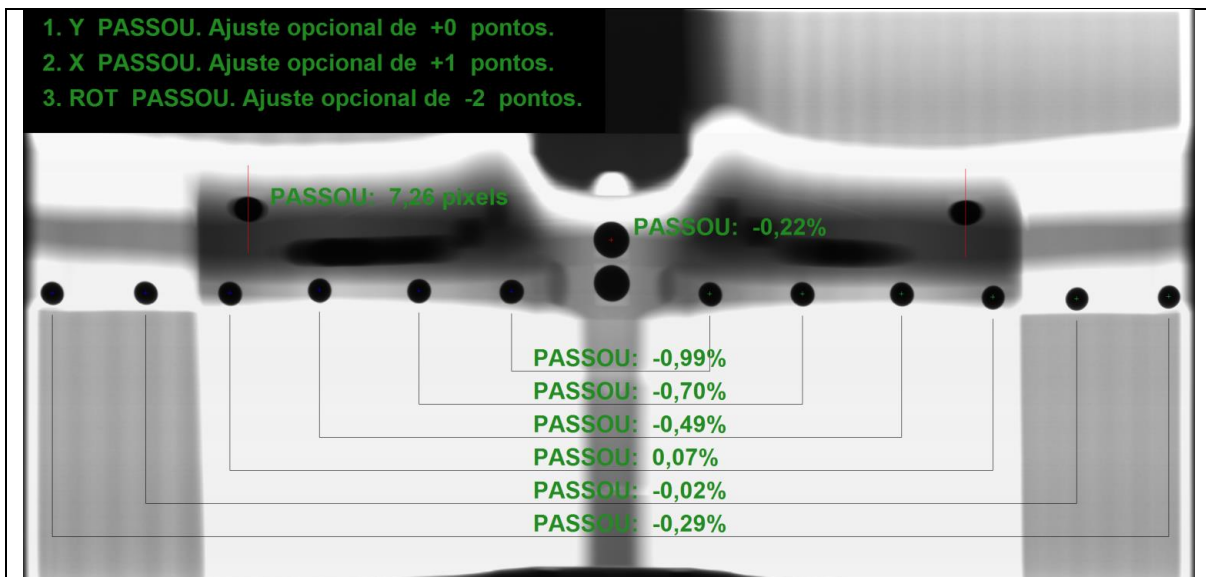 1. Y PASSOU. Ajuste opcional de +0 pontos.
2. X PASSOU. Ajuste opcional de +1 pontos.
3. ROT PASSOU. Ajuste opcional de -2 pontos.
PASSOU: 7,26 pixels
PASSOU: -0,22%
PASSOU: -0,99%
PASSOU: -0,70%
PASSOU: -0,49%
PASSOU: 0,07%
PASSOU: -0,02%
PASSOU: -0,29%